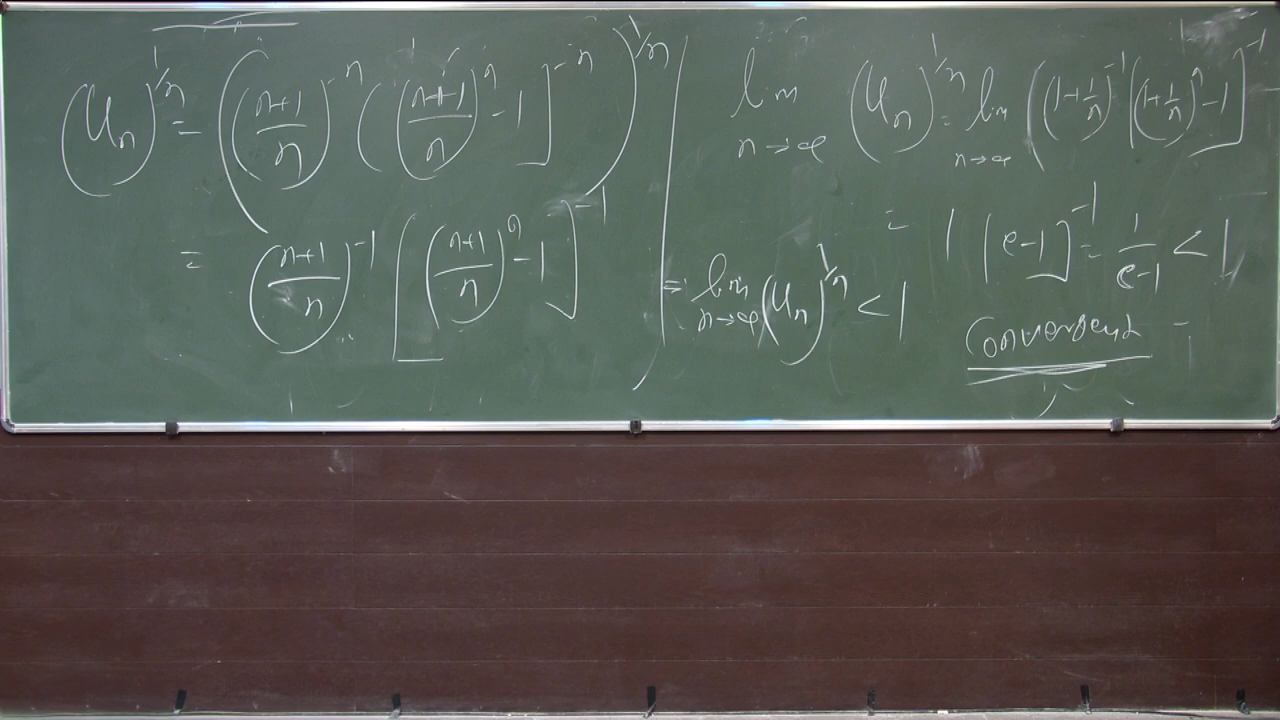 (Un)^1/n = (((n+1)/n)^-n (((n+1)/n)^n - 1]^-n)^1/n
= ((n+1)/n)^-1 [((n+1)/n)^n - 1]^-1
lim n→∞ (Un)^1/n = lim n→∞ ((1+1/n)^-1 [(1+1/n)^n - 1]^-1
= 1 [e-1]^-1 = 1/(e-1) < 1
⇒ lim n→∞ (Un)^1/n < 1
Convergent